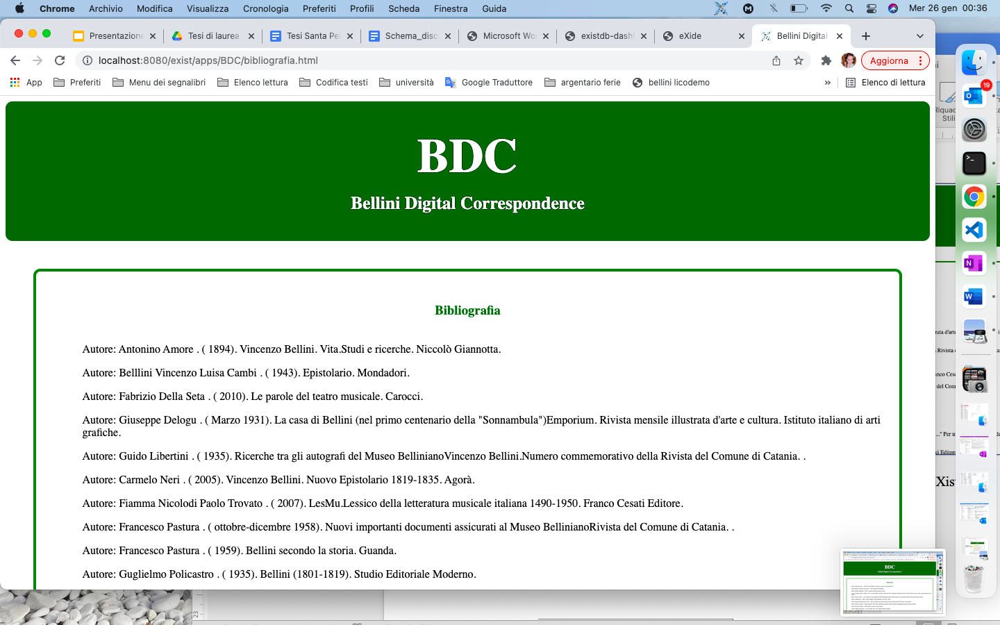 Chrome Archivio Modifica Visualizza Cronologia Preferiti Profili Scheda Finestra Guida Mer 26 gen 00:36
Presentazione Tesi di laurea Tesi Santa Pel Schema_disc Microsoft Wo existdb-dash eXide Bellini Digital
localhost:8080/exist/apps/BDC/bibliografia.html Aggiorna
App Preferiti Menu dei segnalibri Elenco lettura Codifica testi università Google Traduttore argentario ferie bellini licodemo » Elenco di lettura
19
Riquad
Stili
BDC
Bellini Digital Correspondence
Bibliografia
Autore: Antonino Amore . ( 1894). Vincenzo Bellini. Vita.Studi e ricerche. Niccolò Giannotta.
Autore: Belllini Vincenzo Luisa Cambi . ( 1943). Epistolario. Mondadori.
Autore: Fabrizio Della Seta . ( 2010). Le parole del teatro musicale. Carocci.
Autore: Giuseppe Delogu . ( Marzo 1931). La casa di Bellini (nel primo centenario della "Sonnambula")Emporium. Rivista mensile illustrata d'arte e cultura. Istituto italiano di arti
grafiche.
Autore: Guido Libertini . ( 1935). Ricerche tra gli autografi del Museo BellinianoVincenzo Bellini.Numero commemorativo della Rivista del Comune di Catania. .
Autore: Carmelo Neri . ( 2005). Vincenzo Bellini. Nuovo Epistolario 1819-1835. Agorà.
Autore: Fiamma Nicolodi Paolo Trovato . ( 2007). LesMu.Lessico della letteratura musicale italiana 1490-1950. Franco Cesati Editore.
Autore: Francesco Pastura . ( ottobre-dicembre 1958). Nuovi importanti documenti assicurati al Museo BellinianoRivista del Comune di Catania. .
Autore: Francesco Pastura . ( 1959). Bellini secondo la storia. Guanda.
Autore: Guglielmo Policastro . ( 1935). Bellini (1801-1819). Studio Editoriale Moderno.
BDC
23